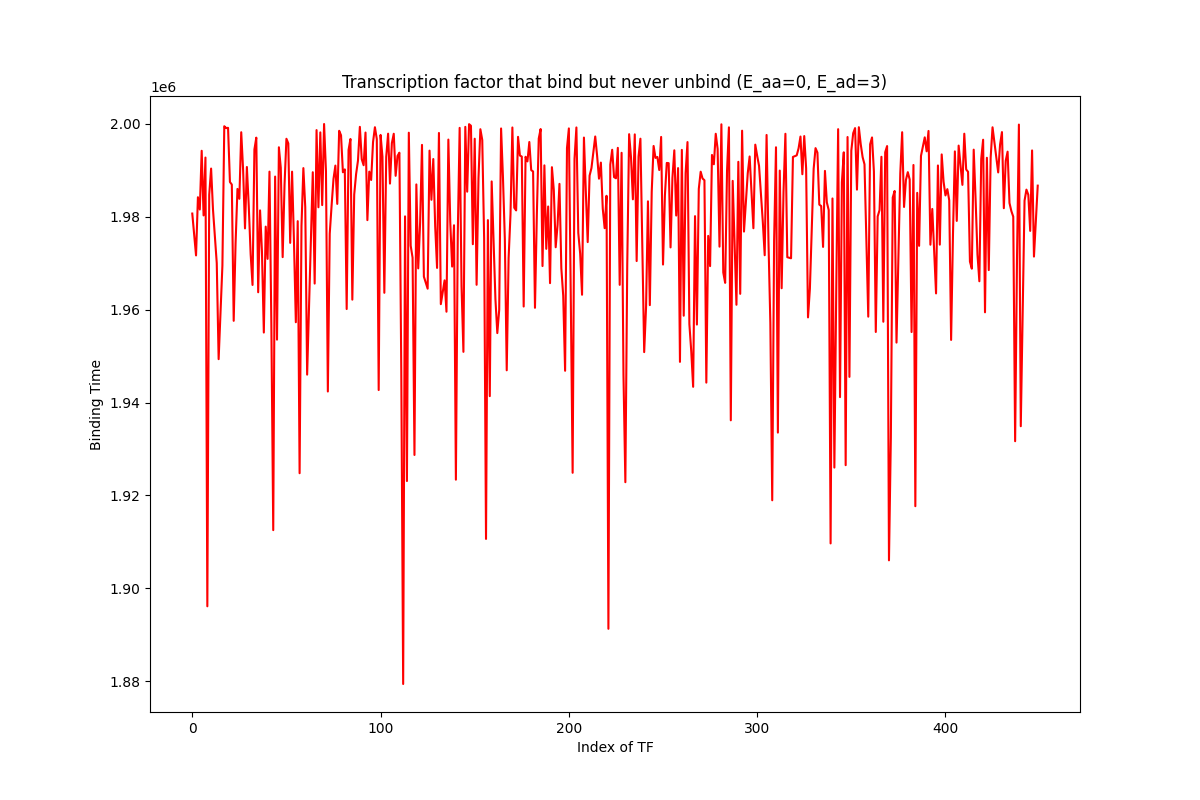 Transcription factor that bind but never unbind (E_aa=0, E_ad=3)
1e6
2.00
1.98
1.96
1.94
1.92
1.90
1.88
Binding Time
0 100 200 300 400
Index of TF